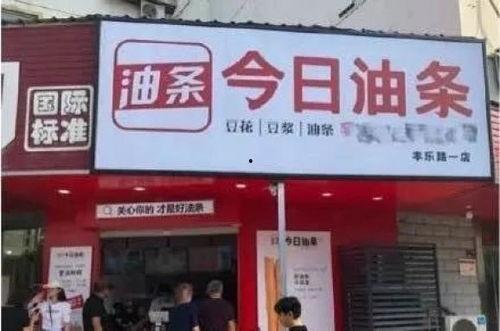 国际
标准
油条
今日油条
豆花 | 豆浆 | 油条
丰乐路一店
关心你的 才是好油条
今日油条